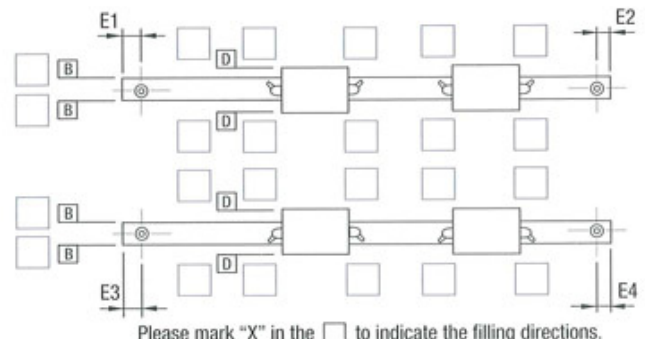 E1 E2
D
B
B
D
D
B
B
D
E3 E4
Please mark “X” in the to indicate the filling directions.